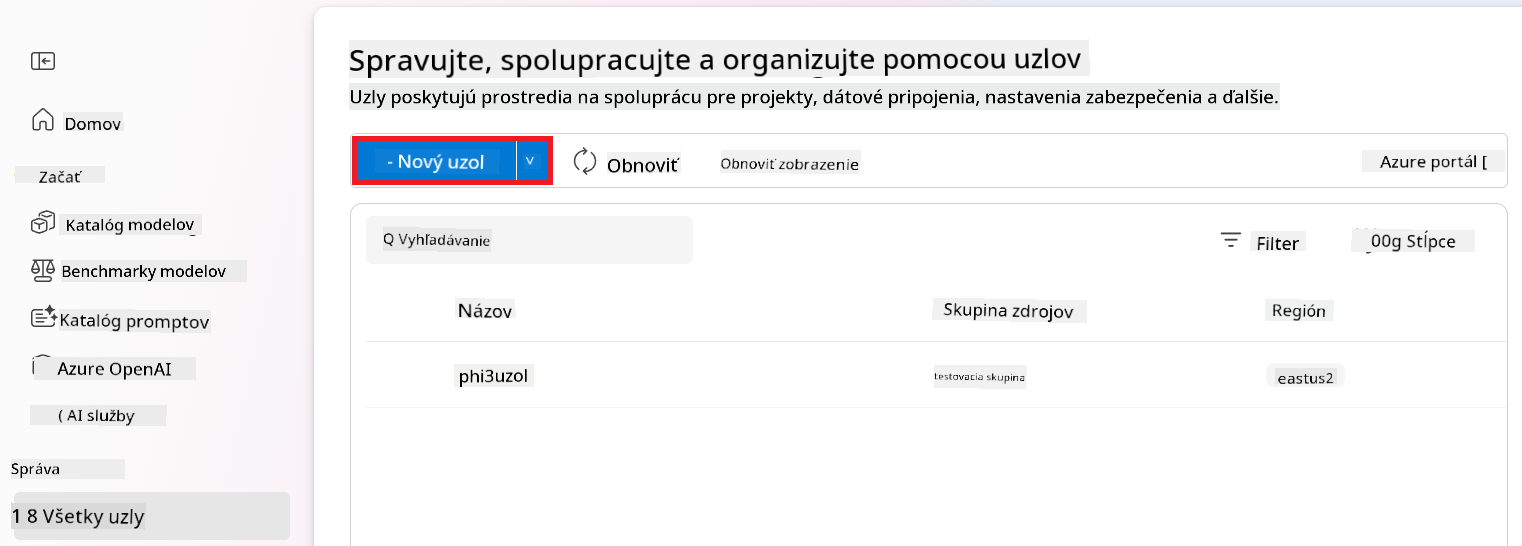 Domov
Začať
Katalóg modelov
Benchmarky modelov
Katalóg promptov
Azure OpenAI
( AI služby
Správa
1 8 Všetky uzly
Spravujte, spolupracujte a organizujte pomocou uzlov
Uzly poskytujú prostredia na spoluprácu pre projekty, dátové pripojenia, nastavenia zabezpečenia a ďalšie.
- Nový uzol v Obnoviť Obnoviť zobrazenie Azure portál [
Q Vyhľadávanie Filter 00g Stĺpce
Názov Skupina zdrojov Región
phi3uzol testovacia skupina eastus2